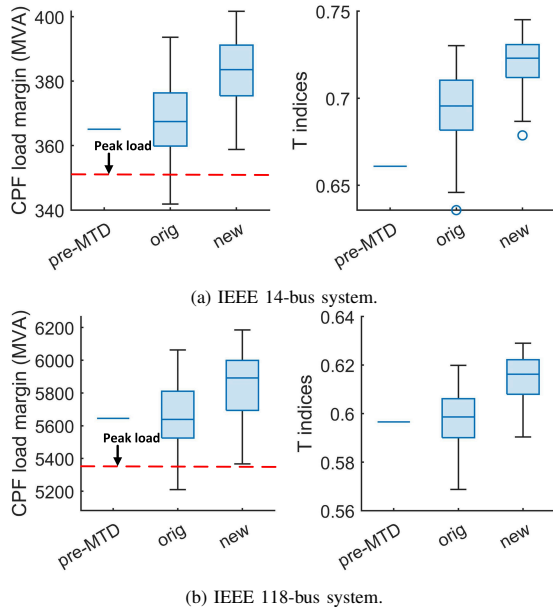 CPF load margin (MVA)
400
380
360
340
Peak load
pre-MTD
orig
new
T indices
0.75
0.7
0.65
pre-MTD
orig
new
(a) IEEE 14-bus system.
CPF load margin (MVA)
6200
6000
5800
5600
5400
5200
Peak load
pre-MTD
orig
new
T indices
0.64
0.62
0.6
0.58
0.56
pre-MTD
orig
new
(b) IEEE 118-bus system.